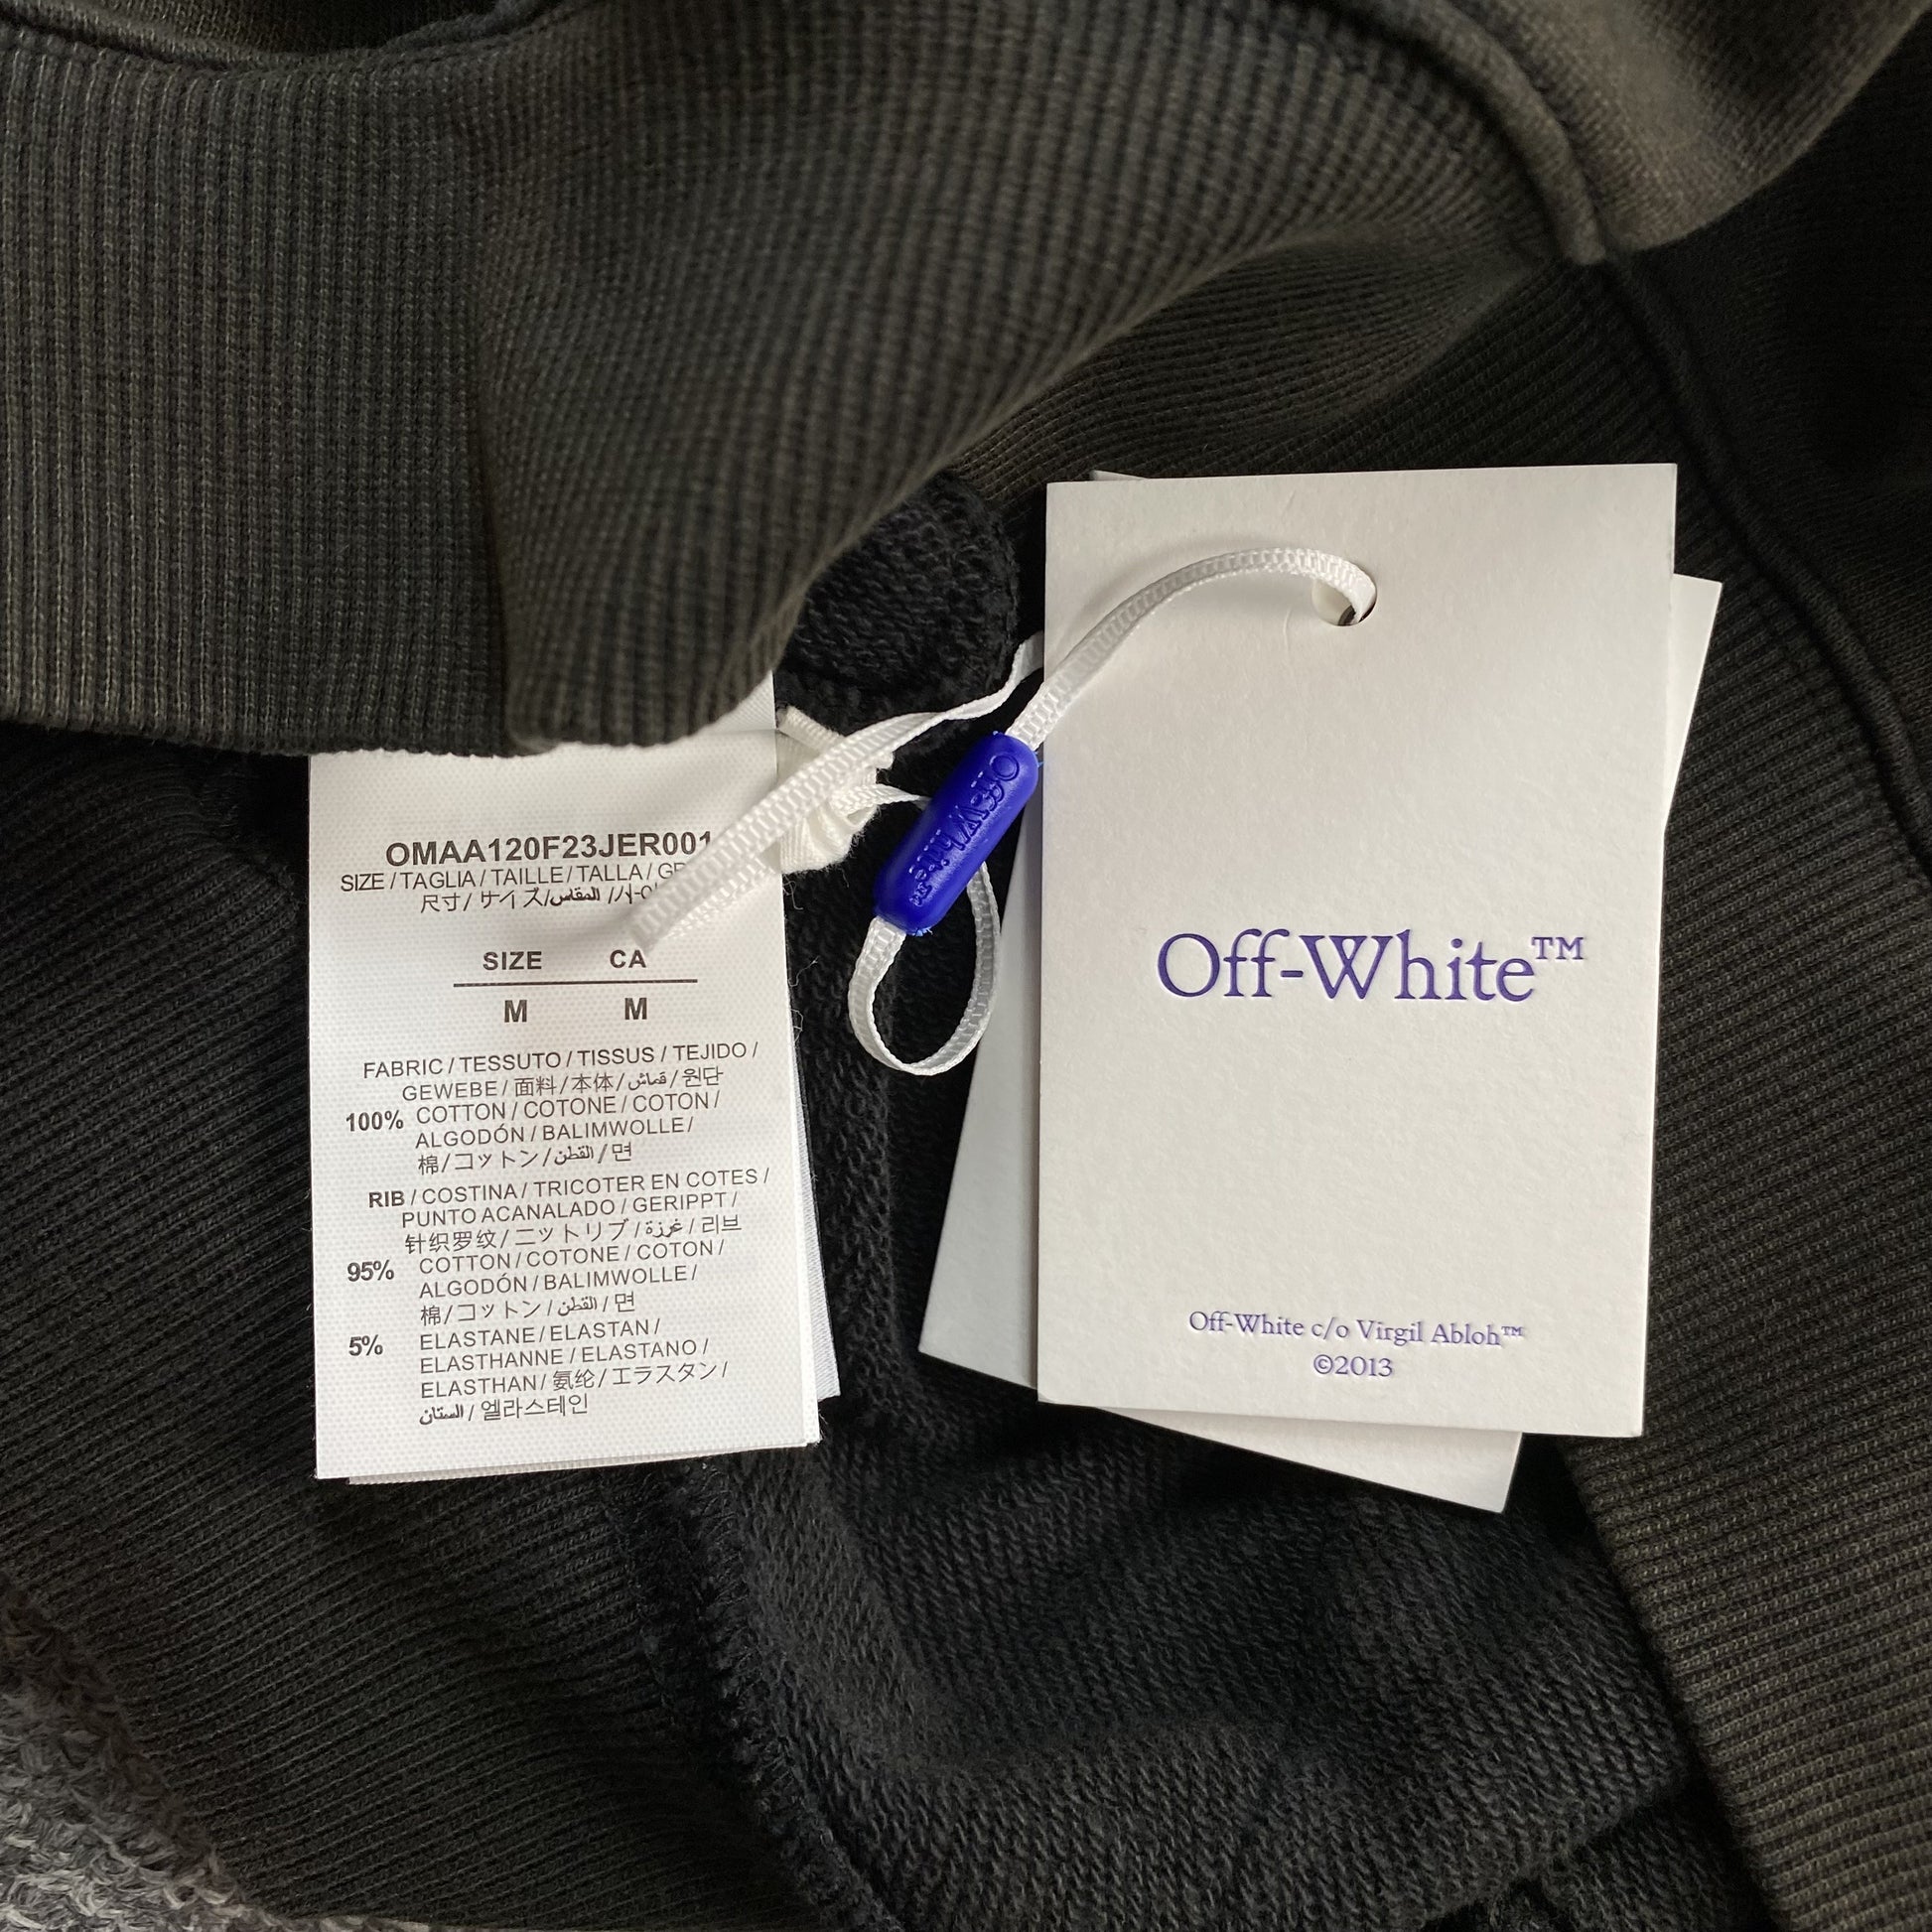 OMAA120F23JER001
SIZE / TAGLIA / TAILLE / TALLA /
尺寸 / サイズ / المقاس /
SIZE CA
M M
FABRIC / TESSUTO / TISSUS / TEJIDO /
GEWEBE / 面料 / 本体 / قماش / 원단
100% COTTON / COTONE / COTON /
ALGODÓN / BALIMWOLLE /
棉 / コットン / القطن / 면
RIB / COSTINA / TRICOTER EN COTES /
PUNTO ACANALADO / GERIPPT /
针织罗纹 / ニットリブ / غرزة / 리브
95% COTTON / COTONE / COTON /
ALGODÓN / BALIMWOLLE /
棉 / コットン / القطن / 면
5% ELASTANE / ELASTAN /
ELASTHANNE / ELASTANO /
ELASTHAN / 氨纶 / エラスタン /
الستان / 엘라스테인
Off-White™
Off-White™
Off-White c/o Virgil Abloh™
©2013